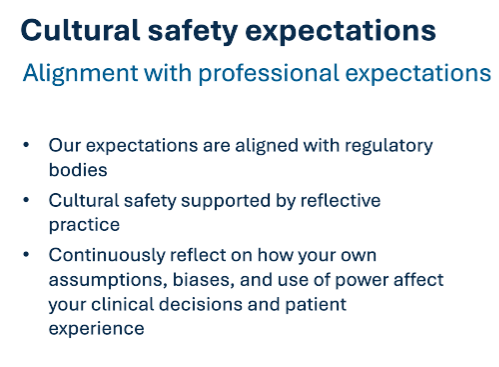 Cultural safety expectations
Alignment with professional expectations
• Our expectations are aligned with regulatory
bodies
• Cultural safety supported by reflective
practice
• Continuously reflect on how your own
assumptions, biases, and use of power affect
your clinical decisions and patient
experience